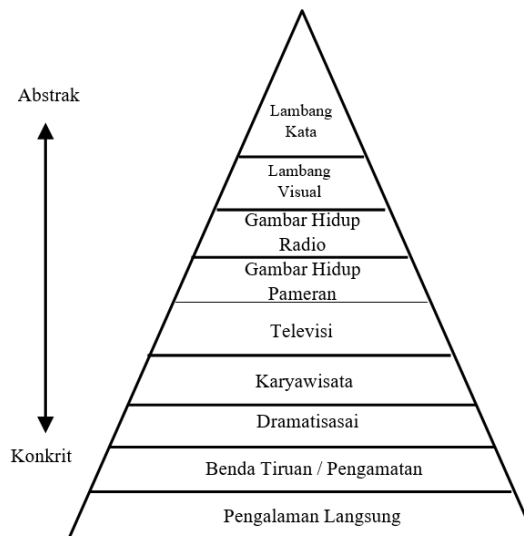 Abstrak
Lambang
Kata
Lambang
Visual
Gambar Hidup
Radio
Gambar Hidup
Pameran
Televisi
Karyawisata
Dramatisasai
Konkrit
Benda Tiruan / Pengamatan
Pengalaman Langsung